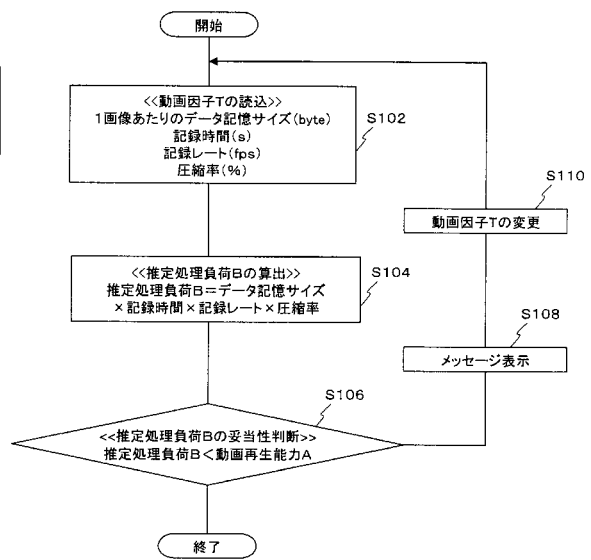 開始
<<動画因子Tの読込>>
1画像あたりのデータ記憶サイズ(byte)
記録時間(s)
記録レート(fps)
圧縮率(%)
S102
S110
動画因子Tの変更
<<推定処理負荷Bの算出>>
推定処理負荷B=データ記憶サイズ
×記録時間×記録レート×圧縮率
S104
S108
メッセージ表示
S106
<<推定処理負荷Bの妥当性判断>>
推定処理負荷B<動画再生能力A
終了